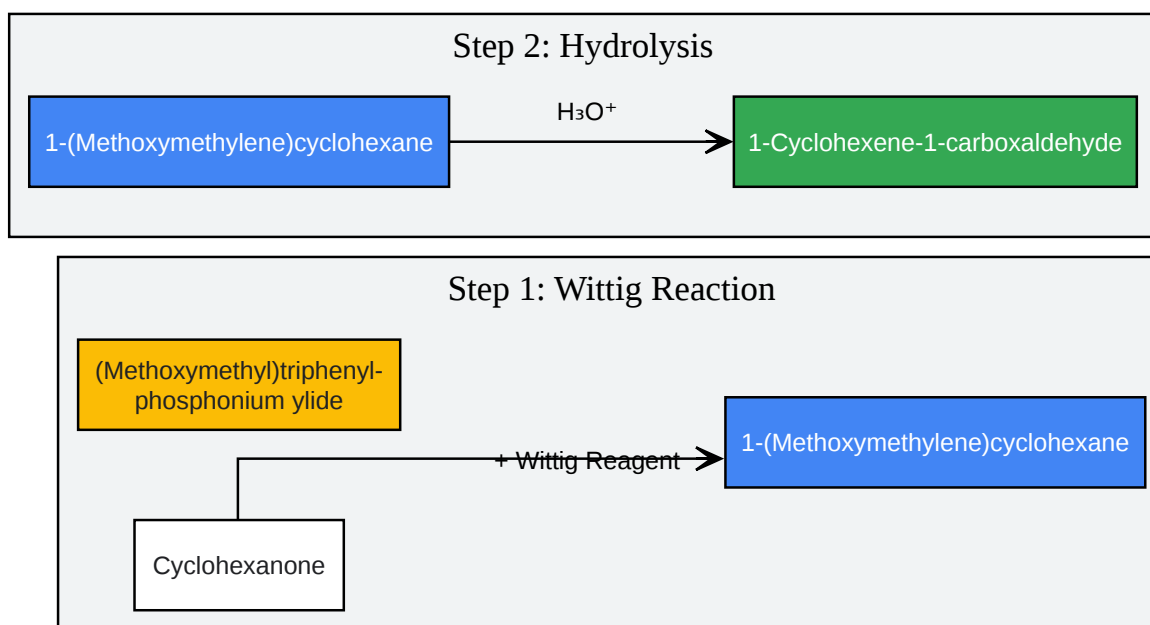 Step 2: Hydrolysis
1-(Methoxymethylene)cyclohexane
H₃O⁺
1-Cyclohexene-1-carboxaldehyde
Step 1: Wittig Reaction
(Methoxymethyl)triphenyl-
phosphonium ylide
+ Wittig Reagent
1-(Methoxymethylene)cyclohexane
Cyclohexanone